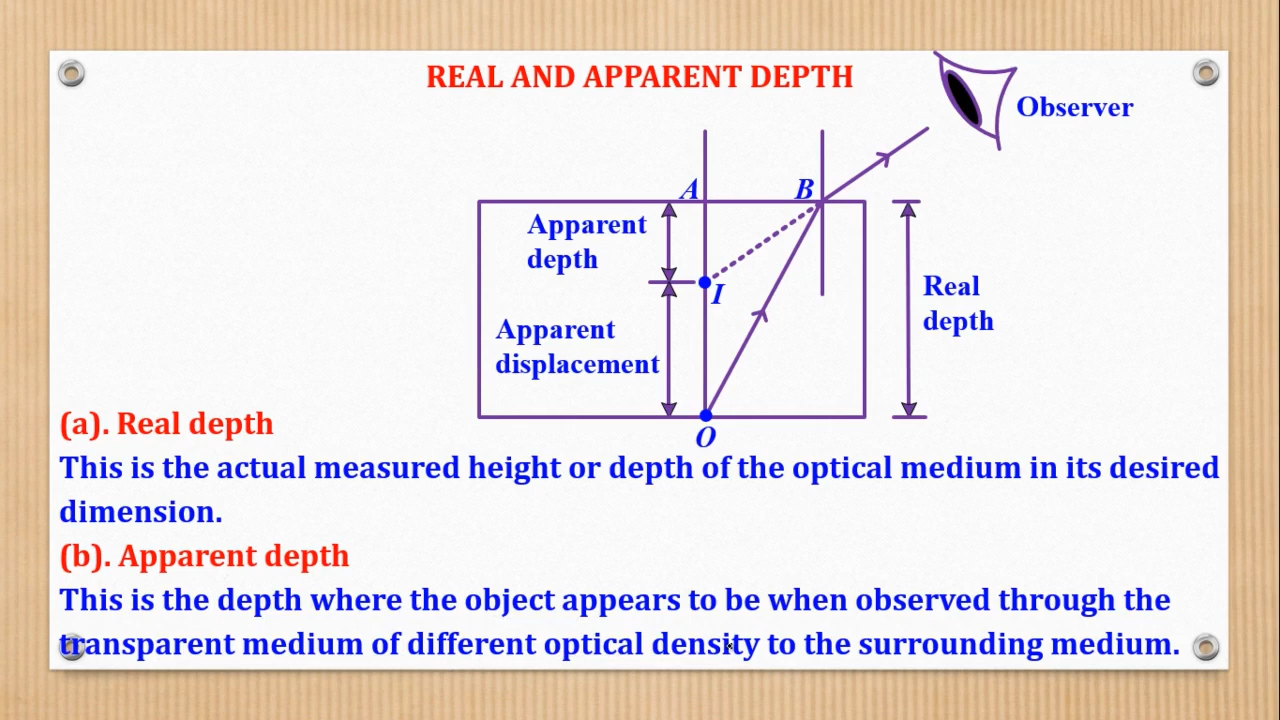 REAL AND APPARENT DEPTH
Observer
A
B
Apparent
depth
I
Real
depth
Apparent
displacement
O
(a). Real depth
This is the actual measured height or depth of the optical medium in its desired
dimension.
(b). Apparent depth
This is the depth where the object appears to be when observed through the
transparent medium of different optical density to the surrounding medium.